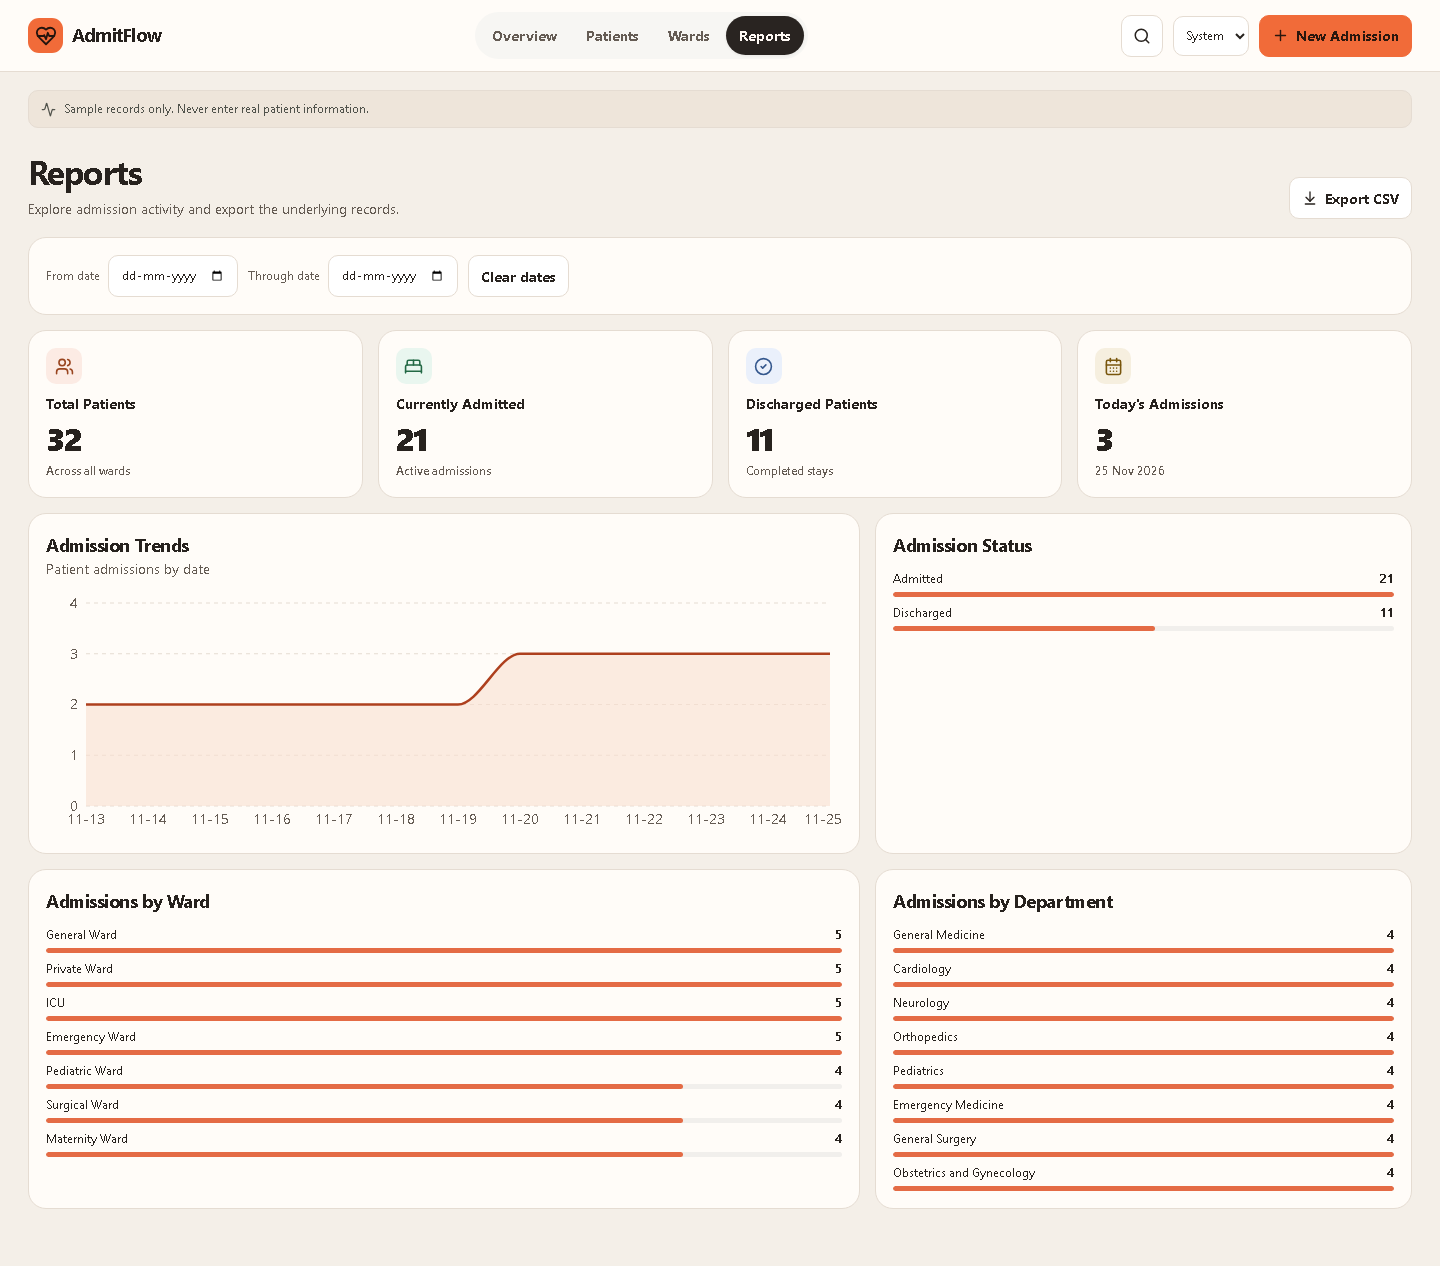 AdmitFlow
Overview Patients Wards Reports
System
New Admission
Sample records only. Never enter real patient information.
Reports
Explore admission activity and export the underlying records.
Export CSV
From date dd-mm-yyyy Through date dd-mm-yyyy Clear dates
Total Patients
32
Across all wards
Currently Admitted
21
Active admissions
Discharged Patients
11
Completed stays
Today's Admissions
3
25 Nov 2026
Admission Trends
Patient admissions by date
4
3
2
1
0
11-13 11-14 11-15 11-16 11-17 11-18 11-19 11-20 11-21 11-22 11-23 11-24 11-25
Admission Status
Admitted 21
Discharged 11
Admissions by Ward
General Ward 5
Private Ward 5
ICU 5
Emergency Ward 5
Pediatric Ward 4
Surgical Ward 4
Maternity Ward 4
Admissions by Department
General Medicine 4
Cardiology 4
Neurology 4
Orthopedics 4
Pediatrics 4
Emergency Medicine 4
General Surgery 4
Obstetrics and Gynecology 4